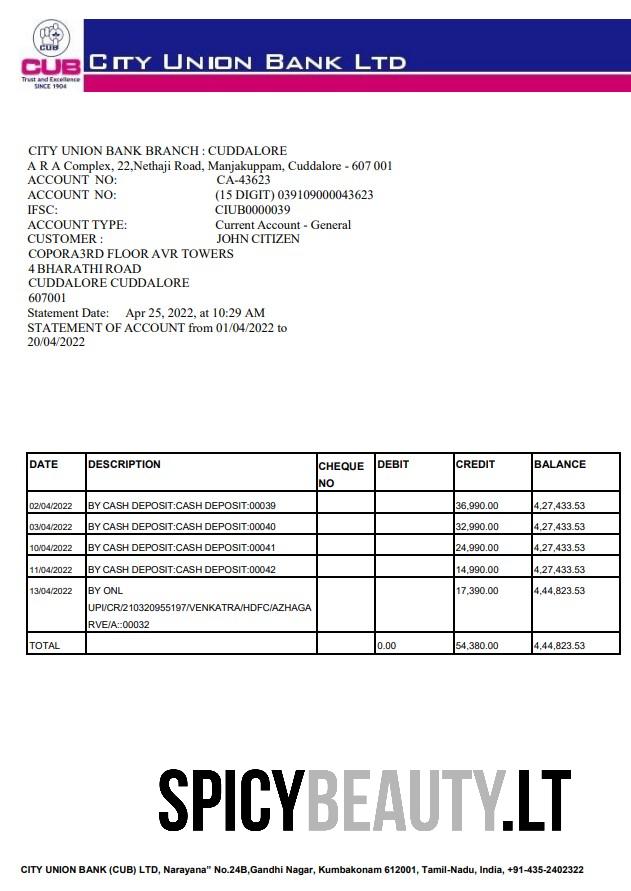 CUB
CUB
Trust and Excellence
SINCE 1904
CITY UNION BANK LTD
CITY UNION BANK BRANCH : CUDDALORE
A R A Complex, 22,Nethaji Road, Manjakuppam, Cuddalore - 607 001
ACCOUNT NO: CA-43623
ACCOUNT NO: (15 DIGIT) 039109000043623
IFSC: CIUB0000039
ACCOUNT TYPE: Current Account - General
CUSTOMER : JOHN CITIZEN
COPORA3RD FLOOR AVR TOWERS
4 BHARATHI ROAD
CUDDALORE CUDDALORE
607001
Statement Date: Apr 25, 2022, at 10:29 AM
STATEMENT OF ACCOUNT from 01/04/2022 to
20/04/2022
DATE DESCRIPTION CHEQUE NO DEBIT CREDIT BALANCE
02/04/2022 BY CASH DEPOSIT:CASH DEPOSIT:00039 36,990.00 4,27,433.53
03/04/2022 BY CASH DEPOSIT:CASH DEPOSIT:00040 32,990.00 4,27,433.53
10/04/2022 BY CASH DEPOSIT:CASH DEPOSIT:00041 24,990.00 4,27,433.53
11/04/2022 BY CASH DEPOSIT:CASH DEPOSIT:00042 14,990.00 4,27,433.53
13/04/2022 BY ONL 17,390.00 4,44,823.53
UPI/CR/210320955197/VENKATRA/HDFC/AZHAGA
RVE/A::00032
TOTAL 0.00 54,380.00 4,44,823.53
SPICYBEAUTY.LT
CITY UNION BANK (CUB) LTD, Narayana" No.24B,Gandhi Nagar, Kumbakonam 612001, Tamil-Nadu, India, +91-435-2402322